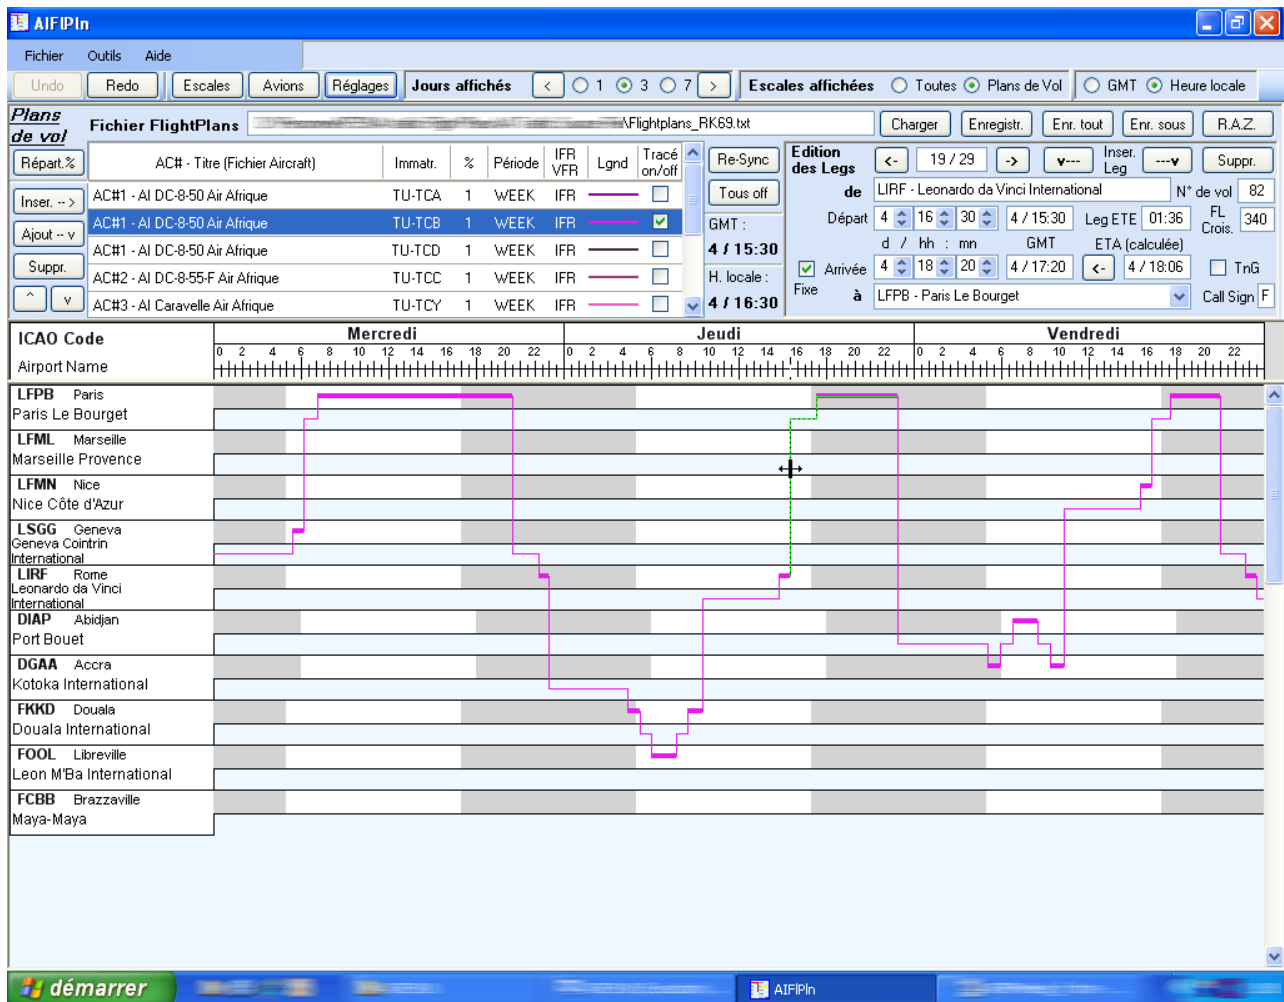 AIFIPln
Fichier Outils Aide
Undo Redo Escales Avions Réglages Jours affichés < 1 3 7 > Escales affichées Toutes Plans de Vol GMT Heure locale
Plans de vol Fichier FlightPlans \Flightplans_RK69.txt Charger Enregistr. Enr. tout Enr. sous R.A.Z.
Répart.% AC# - Titre (Fichier Aircraft) Immatr. % Période IFR VFR Lgnd Tracé on/off Re-Sync Edition des Legs <- 19 / 29 -> v--- Inser. Leg ---v Suppr.
Inser. -- > AC#1 - AI DC-8-50 Air Afrique TU-TCA 1 WEEK IFR Tous off de LIRF - Leonardo da Vinci International N° de vol 82
Ajout -- v AC#1 - AI DC-8-50 Air Afrique TU-TCB 1 WEEK IFR GMT : Départ 4 16 30 4 / 15:30 Leg ETE 01:36 FL Crois. 340
AC#1 - AI DC-8-50 Air Afrique TU-TCD 1 WEEK IFR 4 / 15:30 d / hh : mn GMT ETA (calculée)
Suppr. AC#2 - AI DC-8-55-F Air Afrique TU-TCC 1 WEEK IFR H. locale : Arrivée 4 18 20 4 / 17:20 <- 4 / 18:06 TnG
^ v AC#3 - AI Caravelle Air Afrique TU-TCY 1 WEEK IFR 4 / 16:30 Fixe à LFPB - Paris Le Bourget Call Sign F
ICAO Code Mercredi Jeudi Vendredi
0 2 4 6 8 10 12 14 16 18 20 22 0 2 4 6 8 10 12 14 16 18 20 22 0 2 4 6 8 10 12 14 16 18 20 22
Airport Name
LFPB Paris
Paris Le Bourget
LFML Marseille
Marseille Provence
LFMN Nice
Nice Côte d'Azur
LSGG Geneva
Geneva Cointrin
International
LIRF Rome
Leonardo da Vinci
International
DIAP Abidjan
Port Bouet
DGAA Accra
Kotoka International
FKKD Douala
Douala International
FOOL Libreville
Leon M'Ba International
FCBB Brazzaville
Maya-Maya
démarrer AIFIPln